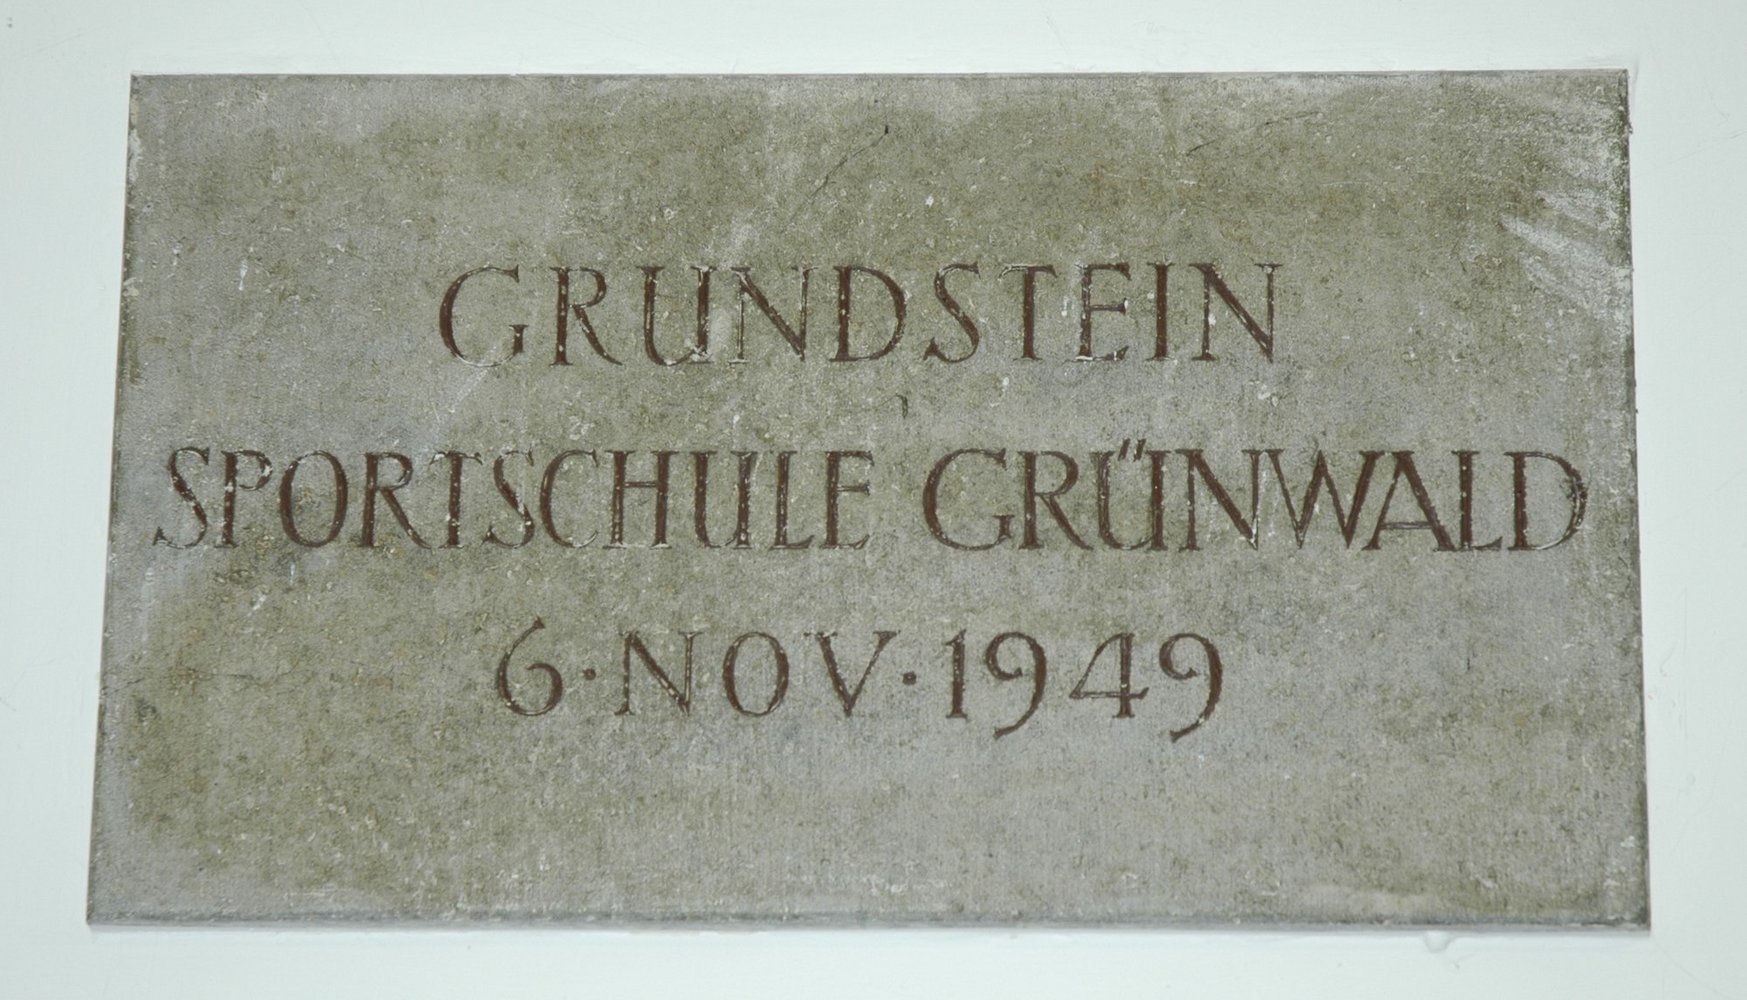 GRUNDSTEIN
SPORTSCHULE GRÜNWALD
6·NOV·1949